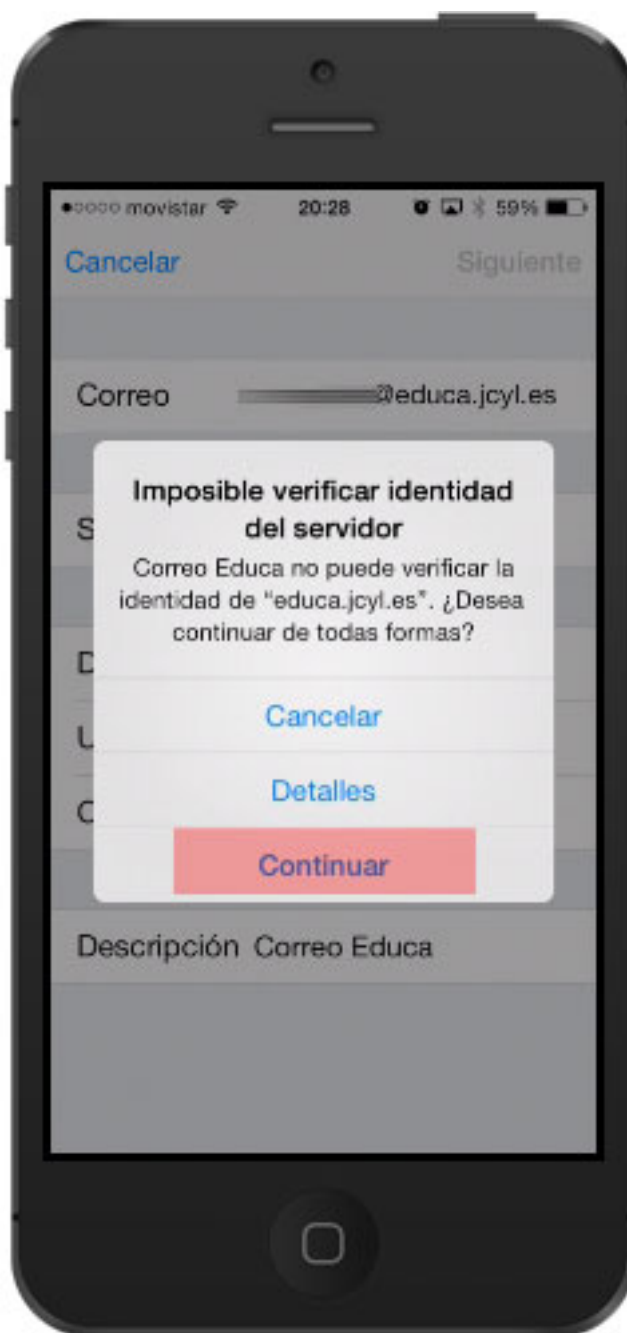 movistar 20:28 59%
Cancelar Siguiente
Correo @educa.jcyl.es
Imposible verificar identidad
del servidor
S
Correo Educa no puede verificar la
identidad de "educa.jcyl.es". ¿Desea
continuar de todas formas?
D
Cancelar
U
Detalles
C
Continuar
Descripción Correo Educa